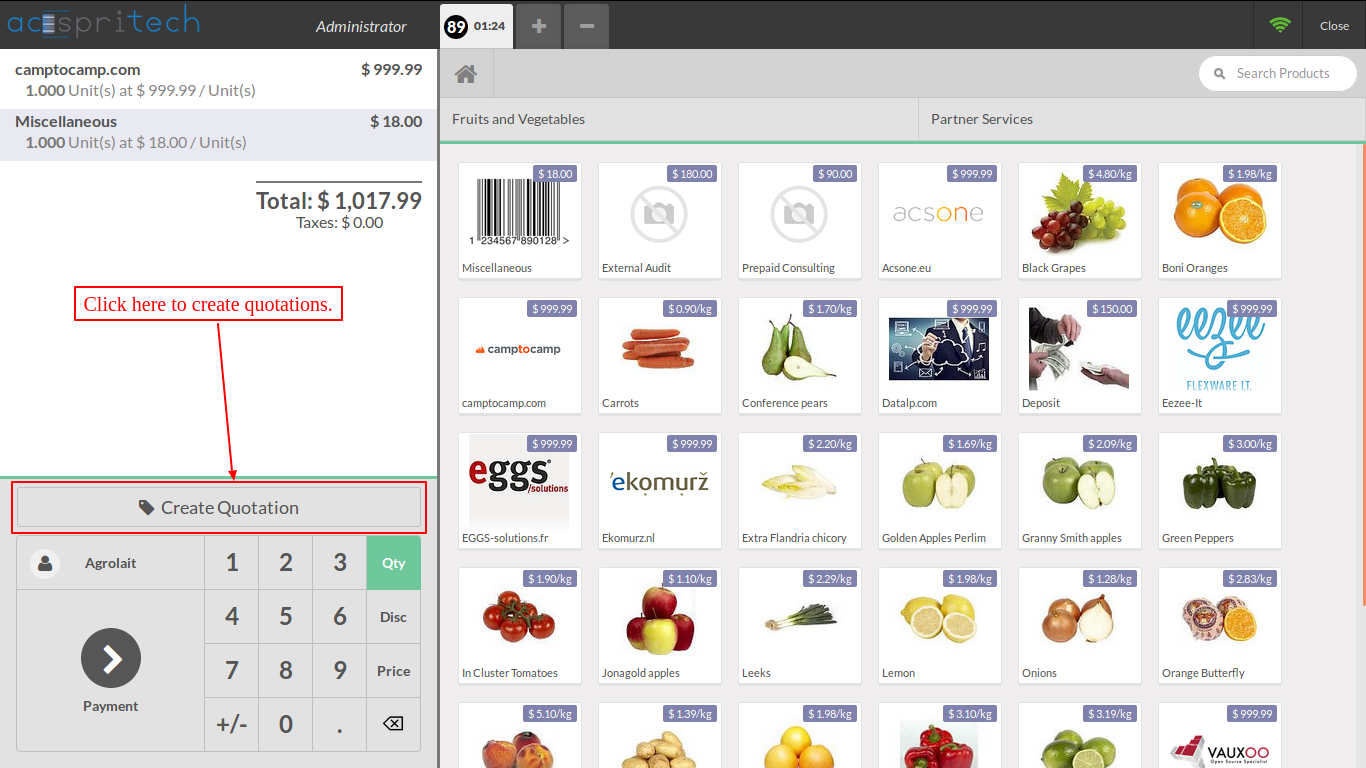 acespritech
Administrator
89 01:24
+
−
Close
camptocamp.com $ 999.99
1.000 Unit(s) at $ 999.99 / Unit(s)
Miscellaneous $ 18.00
1.000 Unit(s) at $ 18.00 / Unit(s)
Total: $ 1,017.99
Taxes: $ 0.00
Click here to create quotations.
Create Quotation
Agrolait
1 2 3 Qty
4 5 6 Disc
7 8 9 Price
+/- 0 .
Payment
Search Products
Fruits and Vegetables
Partner Services
$ 18.00
1 234567 890128 >
Miscellaneous
$ 180.00
External Audit
$ 90.00
Prepaid Consulting
$ 999.99
acsone
Acsone.eu
$ 4.80/kg
Black Grapes
$ 1.98/kg
Boni Oranges
$ 999.99
camptocamp
camptocamp.com
$ 0.90/kg
Carrots
$ 1.70/kg
Conference pears
$ 999.99
Datalp.com
$ 150.00
Deposit
$ 999.99
eezee
FLEXWARE I.T.
Eezee-It
$ 999.99
eggs
/solutions
EGGS-solutions.fr
$ 999.99
'ekomurž
Ekomurz.nl
$ 2.20/kg
Extra Flandria chicory
$ 1.69/kg
Golden Apples Perlim
$ 2.09/kg
Granny Smith apples
$ 3.00/kg
Green Peppers
$ 1.90/kg
In Cluster Tomatoes
$ 1.10/kg
Jonagold apples
$ 2.29/kg
Leeks
$ 1.98/kg
Lemon
$ 1.28/kg
Onions
$ 2.83/kg
Orange Butterfly
$ 5.10/kg
$ 1.39/kg
$ 1.98/kg
$ 3.10/kg
$ 3.19/kg
$ 999.99
VAUXOO
Open Source Specialist